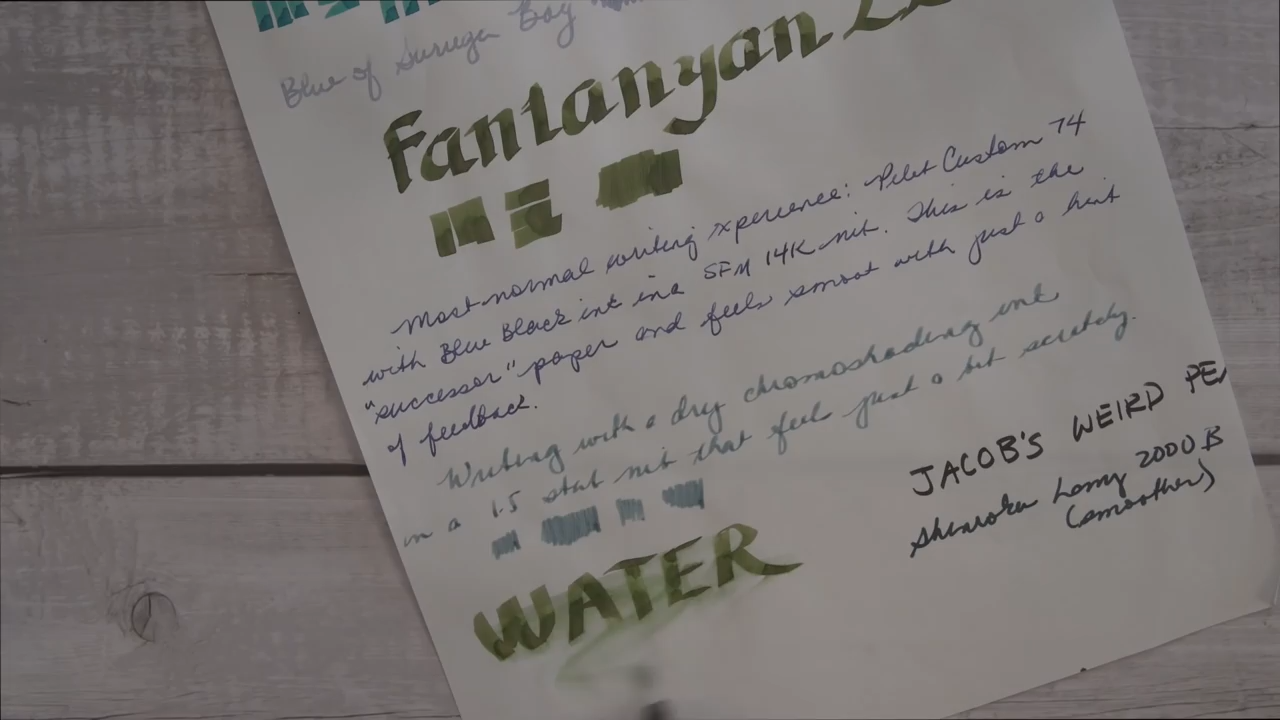 Blue of Suruga Bay
Fantanyan
Most normal writing experience: Pilot Custom 74
with Blue Black ink in a SFM 14K nib. This is the
"successor" paper and feels smoot with just a hint
of feedback.
Writing with a dry chromoshading ink
in a 1.5 stub nib that feels just a bit scratchy.
JACOB'S WEIRD PE
Shinroku Lamy 2000 B
(smoother)
WATER